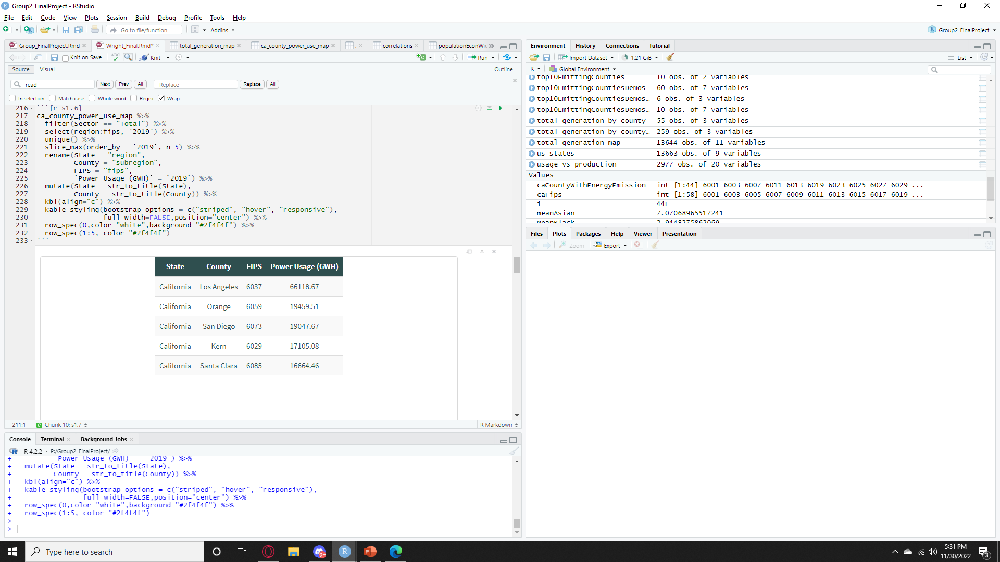 Group2_FinalProject - RStudio
File Edit Code View Plots Session Build Debug Profile Tools Help
Go to file/function Addins Group2_FinalProject
Group_FinalProject.Rmd Wright_Final.Rmd* total_generation_map ca_county_power_use_map . correlations populationEconWic
Knit on Save ABC Knit Run
Source Visual Outline
read Next Prev All Replace Replace All
In selection Match case Whole word Regex Wrap
216 ```{r s1.6}
217 ca_county_power_use_map %>%
218 filter(Sector == "Total") %>%
219 select(region:fips, `2019`) %>%
220 unique() %>%
221 slice_max(order_by = `2019`, n=5) %>%
222 rename(State = "region",
223 County = "subregion",
224 FIPS = "fips",
225 `Power Usage (GWH)` = `2019`) %>%
226 mutate(State = str_to_title(State),
227 County = str_to_title(County)) %>%
228 kbl(align="c") %>%
229 kable_styling(bootstrap_options = c("striped", "hover", "responsive"),
230 full_width=FALSE,position="center") %>%
231 row_spec(0,color="white",background="#2f4f4f") %>%
232 row_spec(1:5, color="#2f4f4f")
233 ```
State County FIPS Power Usage (GWH)
California Los Angeles 6037 66118.67
California Orange 6059 19459.51
California San Diego 6073 19047.67
California Kern 6029 17105.08
California Santa Clara 6085 16664.46
211:1 C Chunk 10: s1.7 R Markdown
Console Terminal Background Jobs
R 4.2.2 · P:/Group2_FinalProject/
+ `Power Usage (GWH)` = `2019`) %>%
+ mutate(State = str_to_title(State),
+ County = str_to_title(County)) %>%
+ kbl(align="c") %>%
+ kable_styling(bootstrap_options = c("striped", "hover", "responsive"),
+ full_width=FALSE,position="center") %>%
+ row_spec(0,color="white",background="#2f4f4f") %>%
+ row_spec(1:5, color="#2f4f4f")
>
>
Environment History Connections Tutorial
Import Dataset 1.21 GiB List
R Global Environment
top10EmittingCounties 10 obs. of 2 variables
top10EmittingCountiesDemos 60 obs. of 7 variables
top10EmittingCountiesDemos… 6 obs. of 3 variables
top10EmittingCountiesDemos… 10 obs. of 7 variables
total_generation_by_county 55 obs. of 3 variables
total_generation_by_county… 259 obs. of 3 variables
total_generation_map 13644 obs. of 11 variables
us_states 13663 obs. of 9 variables
usage_vs_production 2977 obs. of 20 variables
Values
caCountyWithEnergyEmission… int [1:44] 6001 6003 6007 6011 6013 6019 6023 6025 6027 6029 ...
caFips int [1:58] 6001 6003 6005 6007 6009 6011 6013 6015 6017 6019 ...
i 44L
meanAsian 7.07068965517241
meanBlack 2.9448275862069
Files Plots Packages Help Viewer Presentation
Zoom Export
Type here to search
9+
5:31 PM
11/30/2022
3